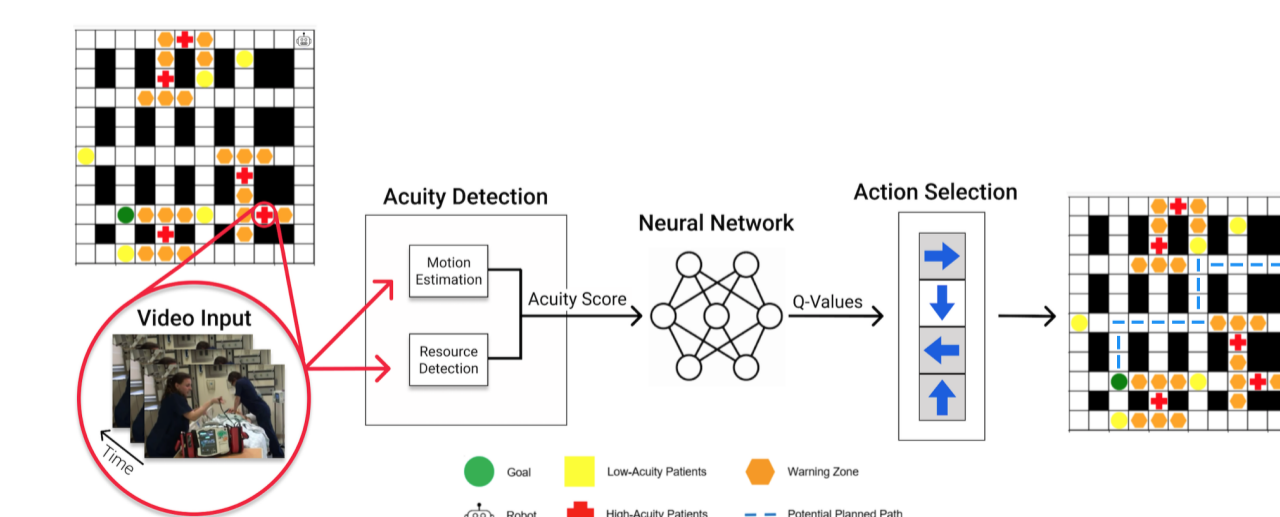 Acuity Detection
Action Selection
Neural Network
Motion
Estimation
Acuity Score
Q-Values
Video Input
Resource
Detection
Time
Goal
Low-Acuity Patients
Warning Zone
Robot
High-Acuity Patients
Potential Planned Path